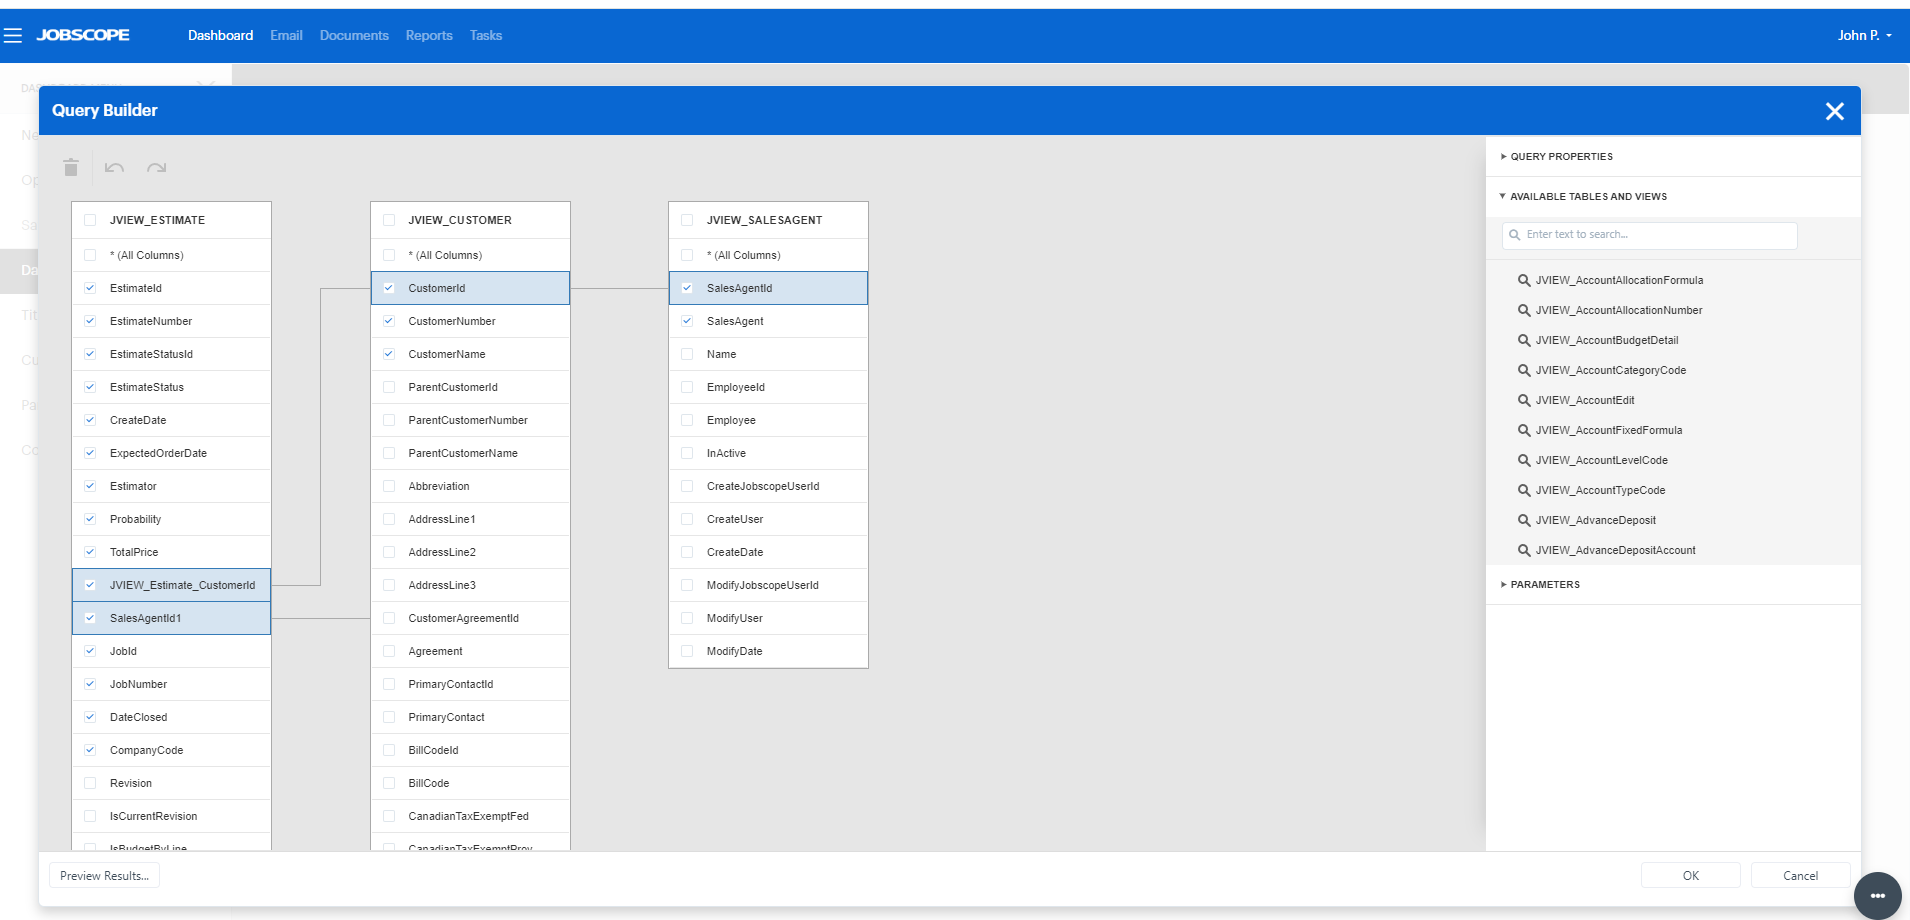 JOBSCOPE Dashboard Email Documents Reports Tasks John P.
Query Builder
QUERY PROPERTIES
AVAILABLE TABLES AND VIEWS
Enter text to search...
JVIEW_AccountAllocationFormula
JVIEW_AccountAllocationNumber
JVIEW_AccountBudgetDetail
JVIEW_AccountCategoryCode
JVIEW_AccountEdit
JVIEW_AccountFixedFormula
JVIEW_AccountLevelCode
JVIEW_AccountTypeCode
JVIEW_AdvanceDeposit
JVIEW_AdvanceDepositAccount
PARAMETERS
JVIEW_ESTIMATE
* (All Columns)
EstimateId
EstimateNumber
EstimateStatusId
EstimateStatus
CreateDate
ExpectedOrderDate
Estimator
Probability
TotalPrice
JVIEW_Estimate_CustomerId
SalesAgentId1
JobId
JobNumber
DateClosed
CompanyCode
Revision
IsCurrentRevision
IsBudgetByLine
JVIEW_CUSTOMER
* (All Columns)
CustomerId
CustomerNumber
CustomerName
ParentCustomerId
ParentCustomerNumber
ParentCustomerName
Abbreviation
AddressLine1
AddressLine2
AddressLine3
CustomerAgreementId
Agreement
PrimaryContactId
PrimaryContact
BillCodeId
BillCode
CanadianTaxExemptFed
CanadianTaxExemptProv
JVIEW_SALESAGENT
* (All Columns)
SalesAgentId
SalesAgent
Name
EmployeeId
Employee
InActive
CreateJobscopeUserId
CreateUser
CreateDate
ModifyJobscopeUserId
ModifyUser
ModifyDate
Preview Results...
OK
Cancel